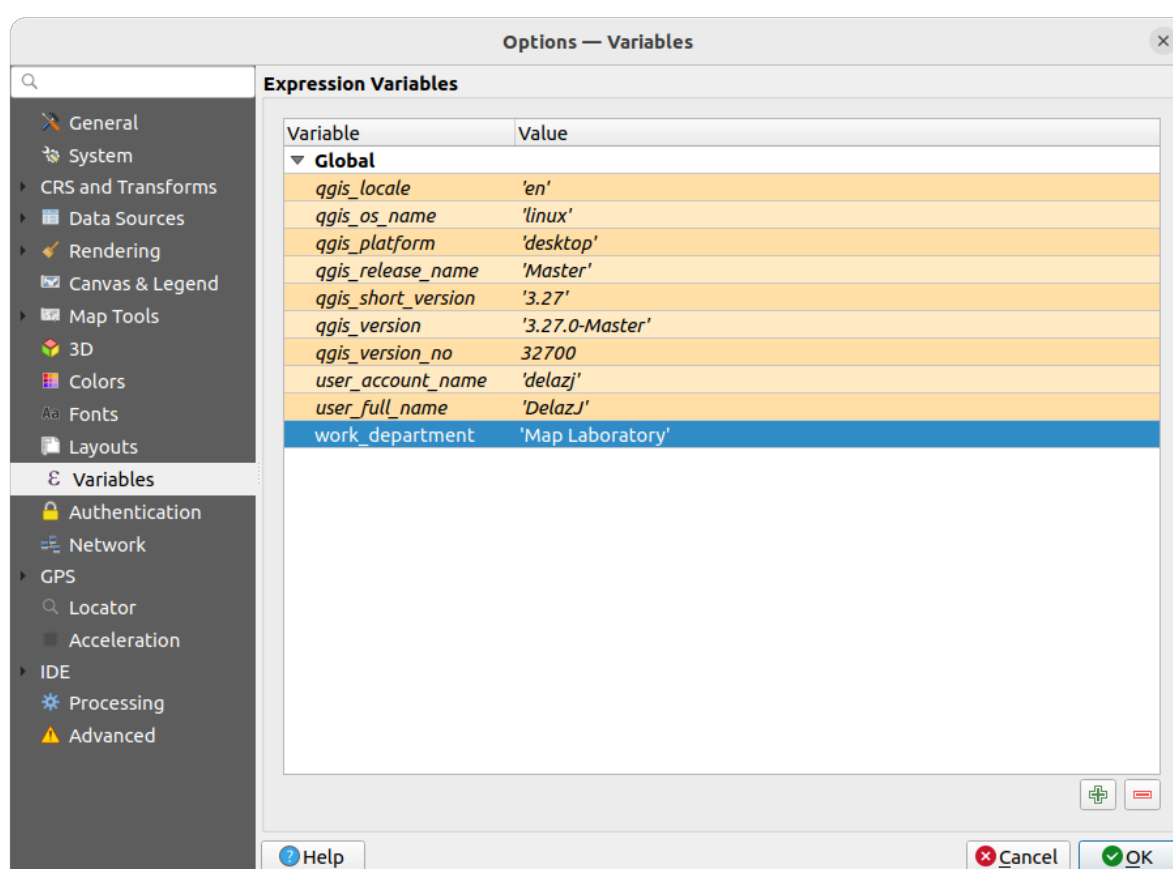 Options — Variables
Expression Variables
General
System
CRS and Transforms
Data Sources
Rendering
Canvas & Legend
Map Tools
3D
Colors
Aa Fonts
Layouts
ε Variables
Authentication
Network
GPS
Locator
Acceleration
IDE
Processing
Advanced
Variable Value
Global
qgis_locale 'en'
qgis_os_name 'linux'
qgis_platform 'desktop'
qgis_release_name 'Master'
qgis_short_version '3.27'
qgis_version '3.27.0-Master'
qgis_version_no 32700
user_account_name 'delazj'
user_full_name 'DelazJ'
work_department 'Map Laboratory'
Help Cancel OK